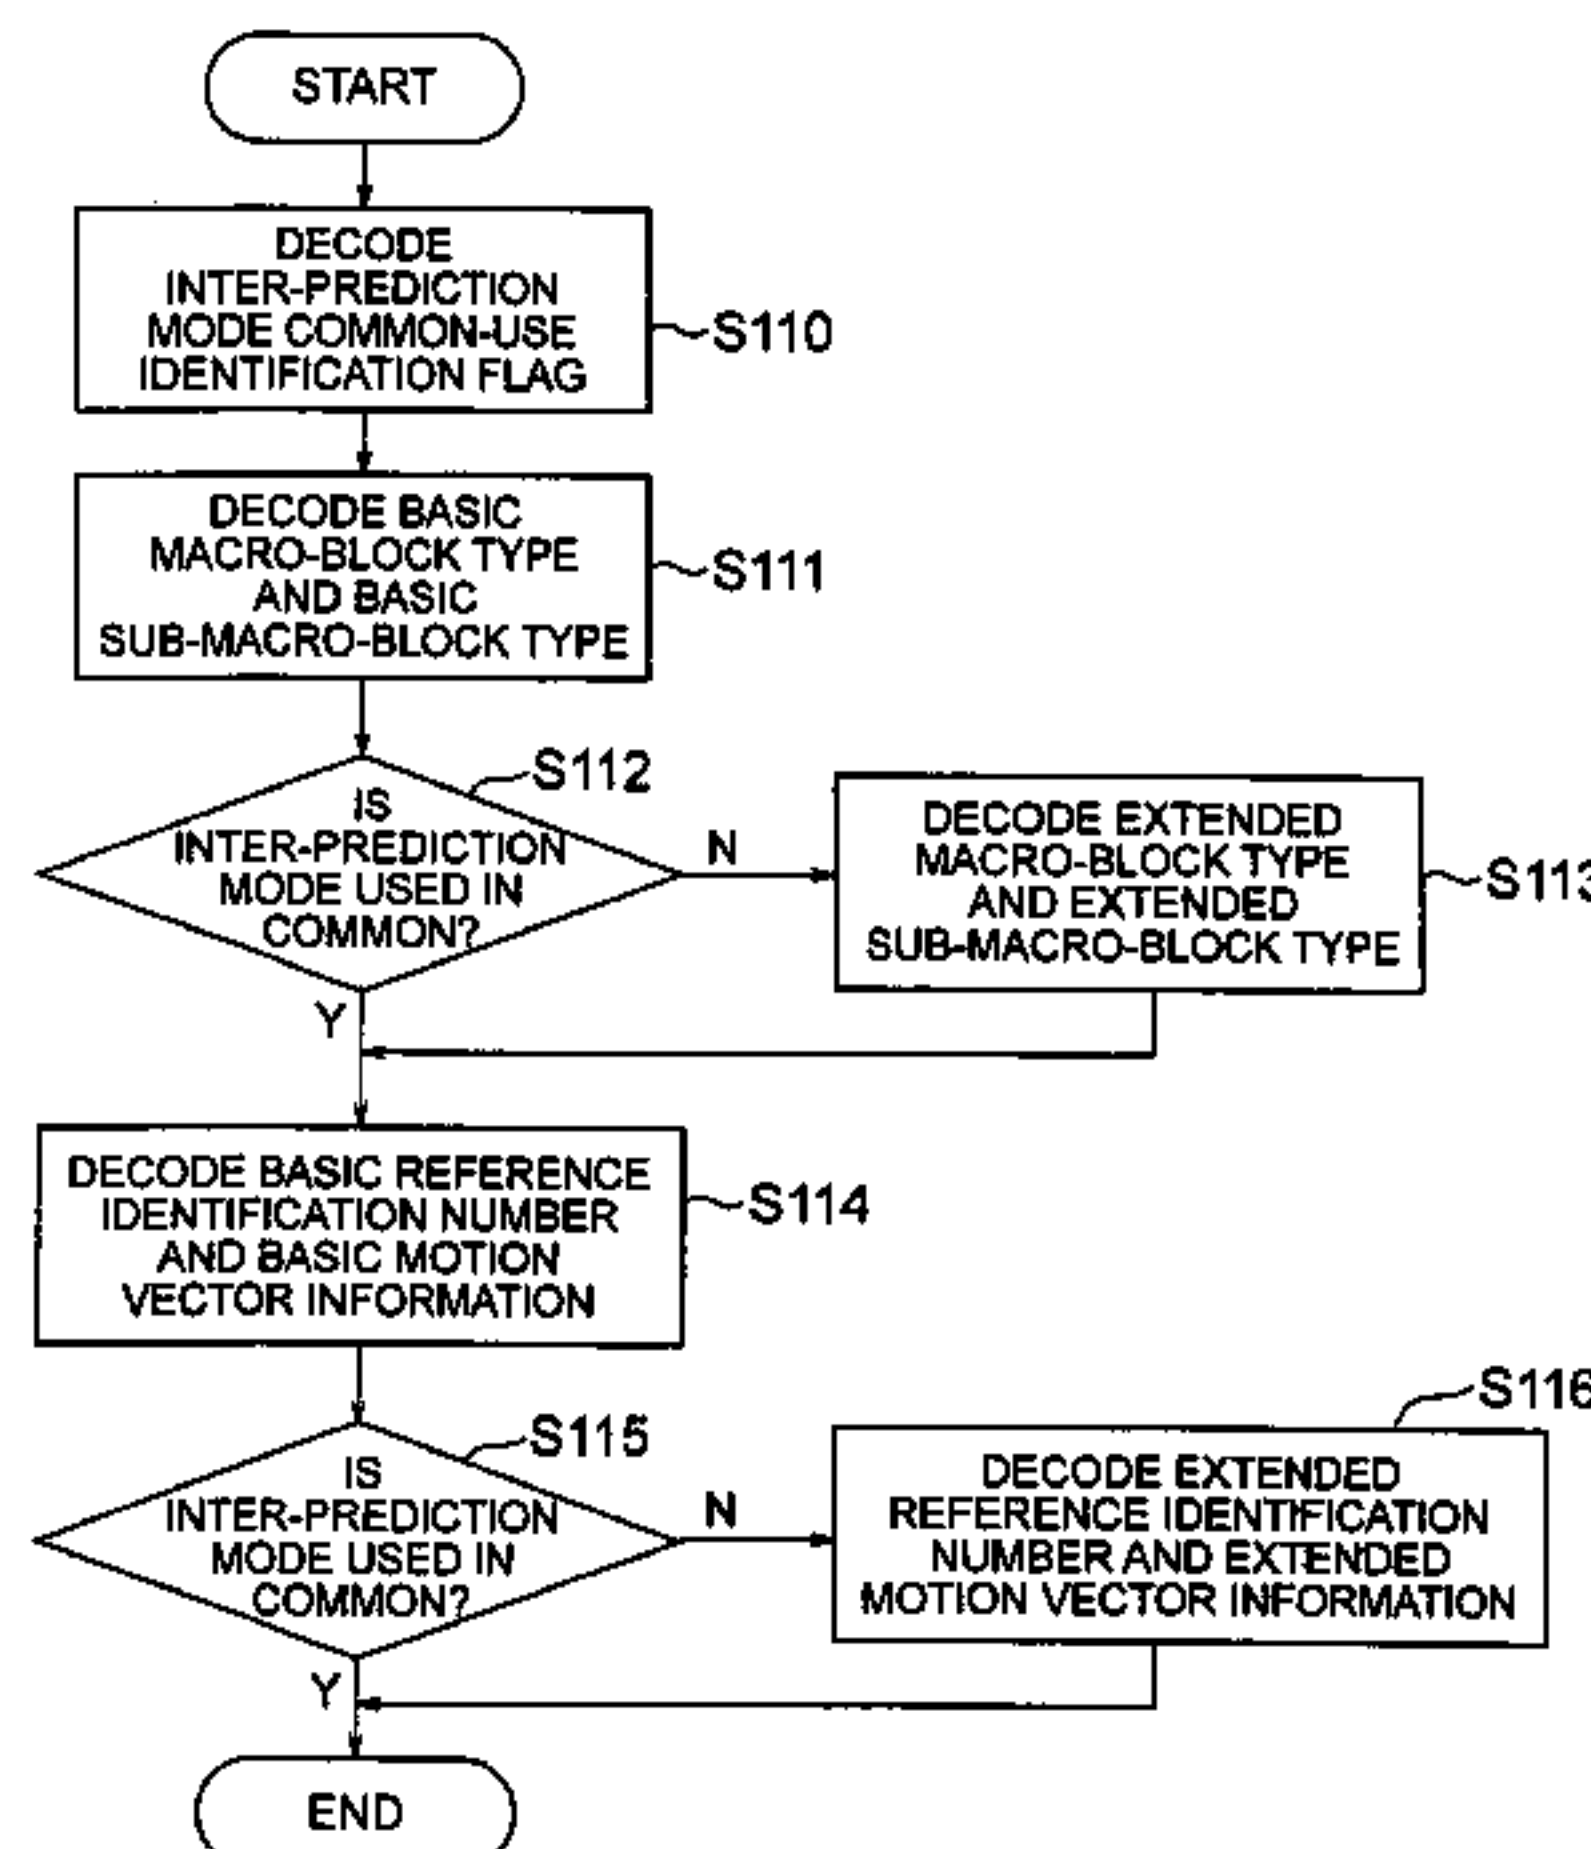 START
DECODE
INTER-PREDICTION
MODE COMMON-USE
IDENTIFICATION FLAG
S110
DECODE BASIC
MACRO-BLOCK TYPE
AND BASIC
SUB-MACRO-BLOCK TYPE
S111
S112
IS
INTER-PREDICTION
MODE USED IN
COMMON?
N
Y
DECODE EXTENDED
MACRO-BLOCK TYPE
AND EXTENDED
SUB-MACRO-BLOCK TYPE
S113
DECODE BASIC REFERENCE
IDENTIFICATION NUMBER
AND BASIC MOTION
VECTOR INFORMATION
S114
S115
IS
INTER-PREDICTION
MODE USED IN
COMMON?
N
Y
S116
DECODE EXTENDED
REFERENCE IDENTIFICATION
NUMBER AND EXTENDED
MOTION VECTOR INFORMATION
END